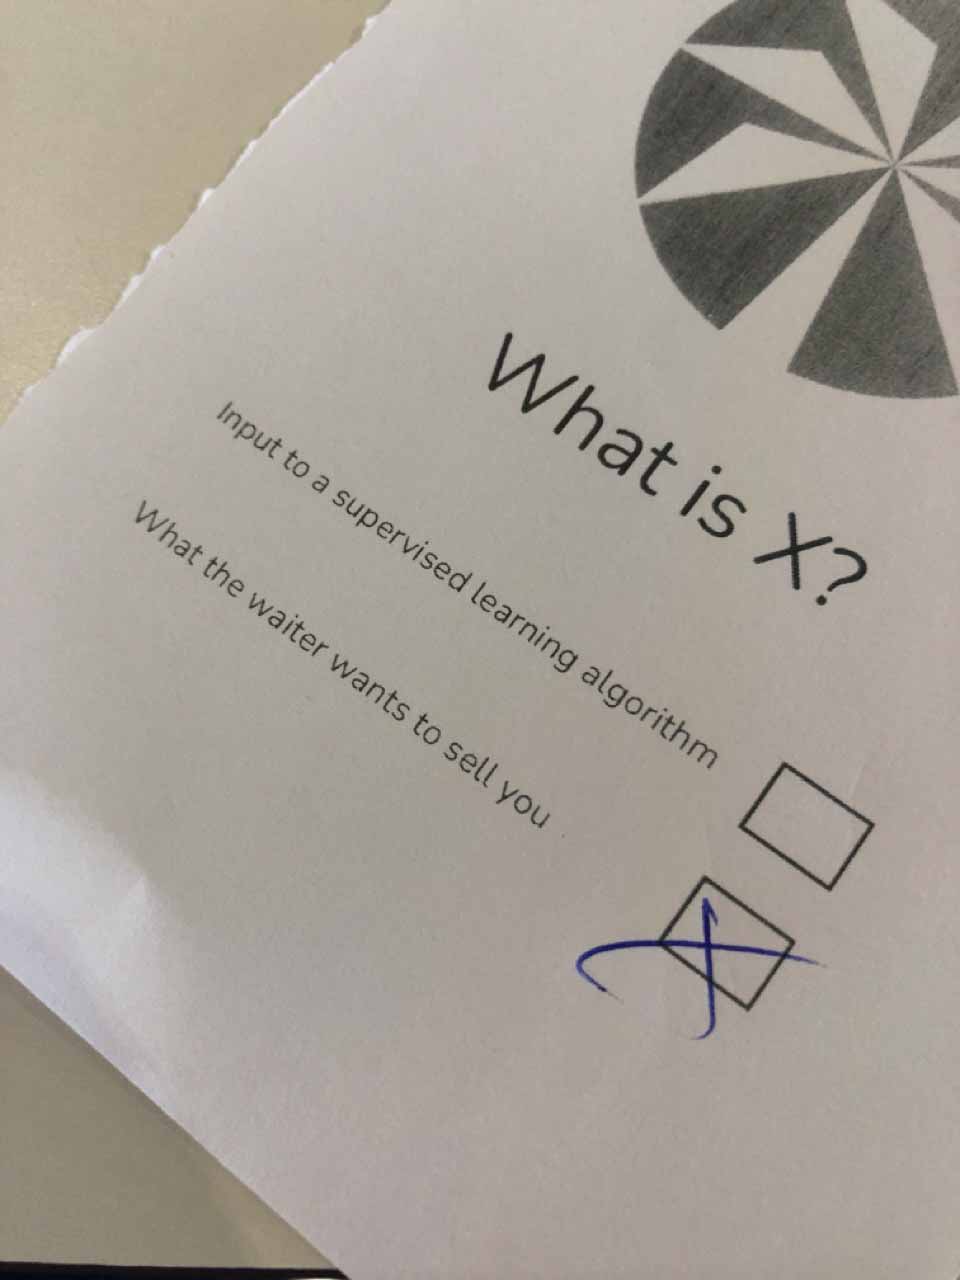 What is X?
Input to a supervised learning algorithm
What the waiter wants to sell you